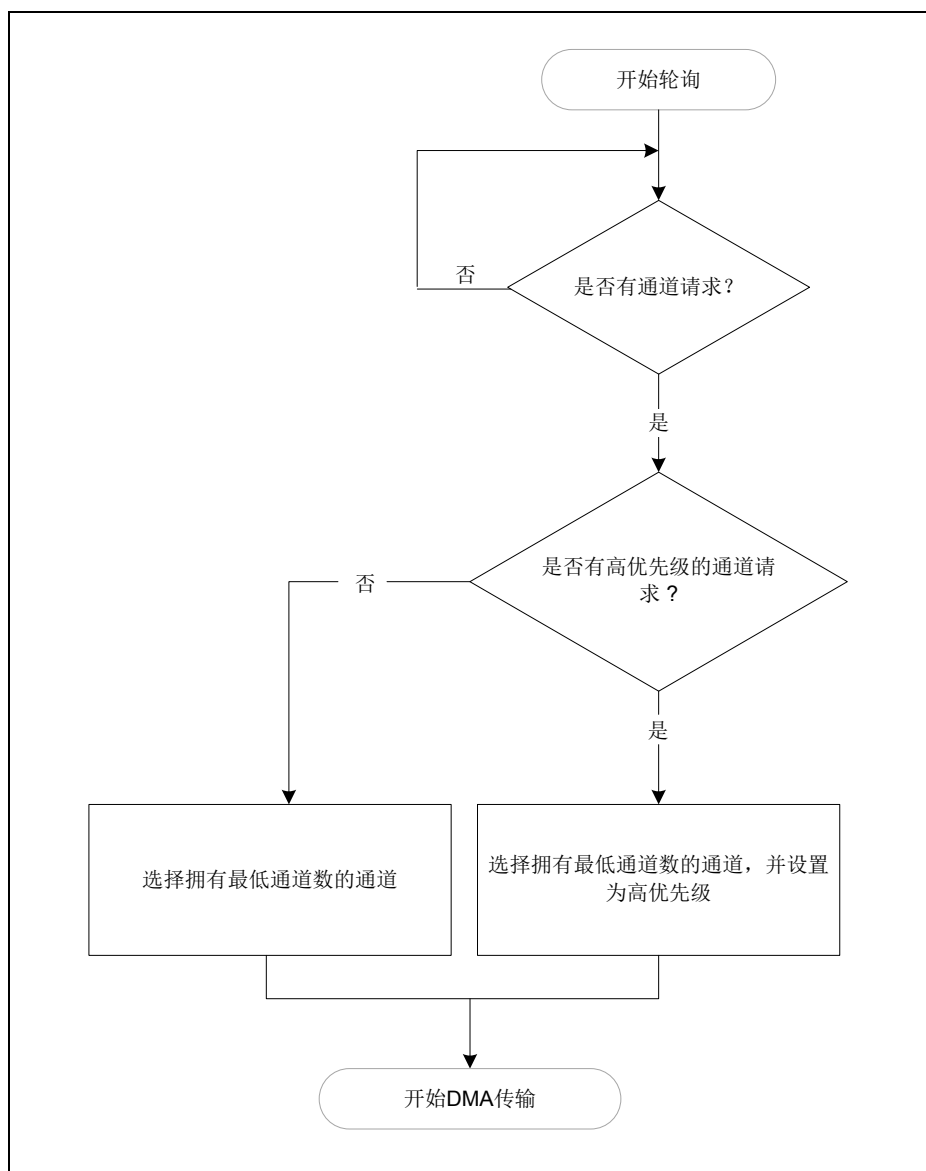 开始轮询
是否有通道请求？
否
是
是否有高优先级的通道请
求？
否
是
选择拥有最低通道数的通道
选择拥有最低通道数的通道，并设置
为高优先级
开始DMA传输